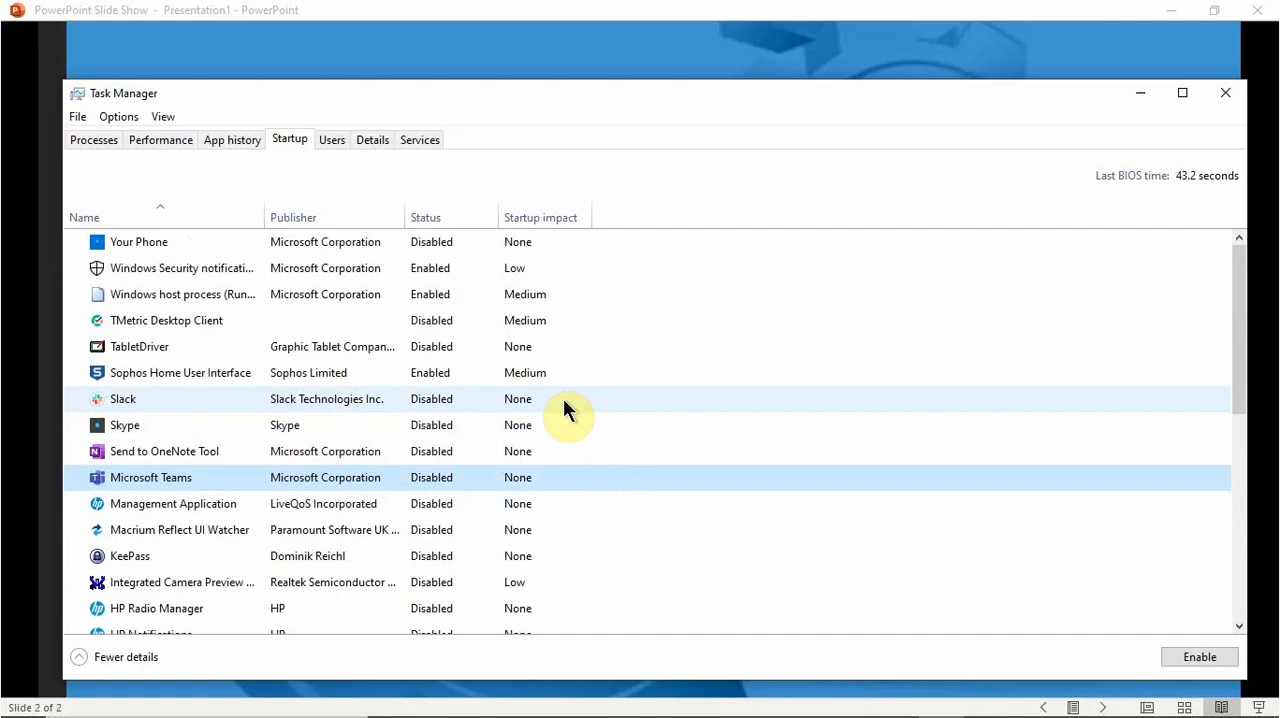 PowerPoint Slide Show - Presentation1 - PowerPoint
Task Manager
File Options View
Processes Performance App history Startup Users Details Services
Last BIOS time: 43.2 seconds
Name Publisher Status Startup impact
Your Phone Microsoft Corporation Disabled None
Windows Security notificati... Microsoft Corporation Enabled Low
Windows host process (Run... Microsoft Corporation Enabled Medium
TMetric Desktop Client Disabled Medium
TabletDriver Graphic Tablet Compan... Disabled None
Sophos Home User Interface Sophos Limited Enabled Medium
Slack Slack Technologies Inc. Disabled None
Skype Skype Disabled None
Send to OneNote Tool Microsoft Corporation Disabled None
Microsoft Teams Microsoft Corporation Disabled None
Management Application LiveQoS Incorporated Disabled None
Macrium Reflect UI Watcher Paramount Software UK ... Disabled None
KeePass Dominik Reichl Disabled None
Integrated Camera Preview ... Realtek Semiconductor ... Disabled Low
HP Radio Manager HP Disabled None
HP Notifications HP Disabled None
Fewer details Enable
Slide 2 of 2